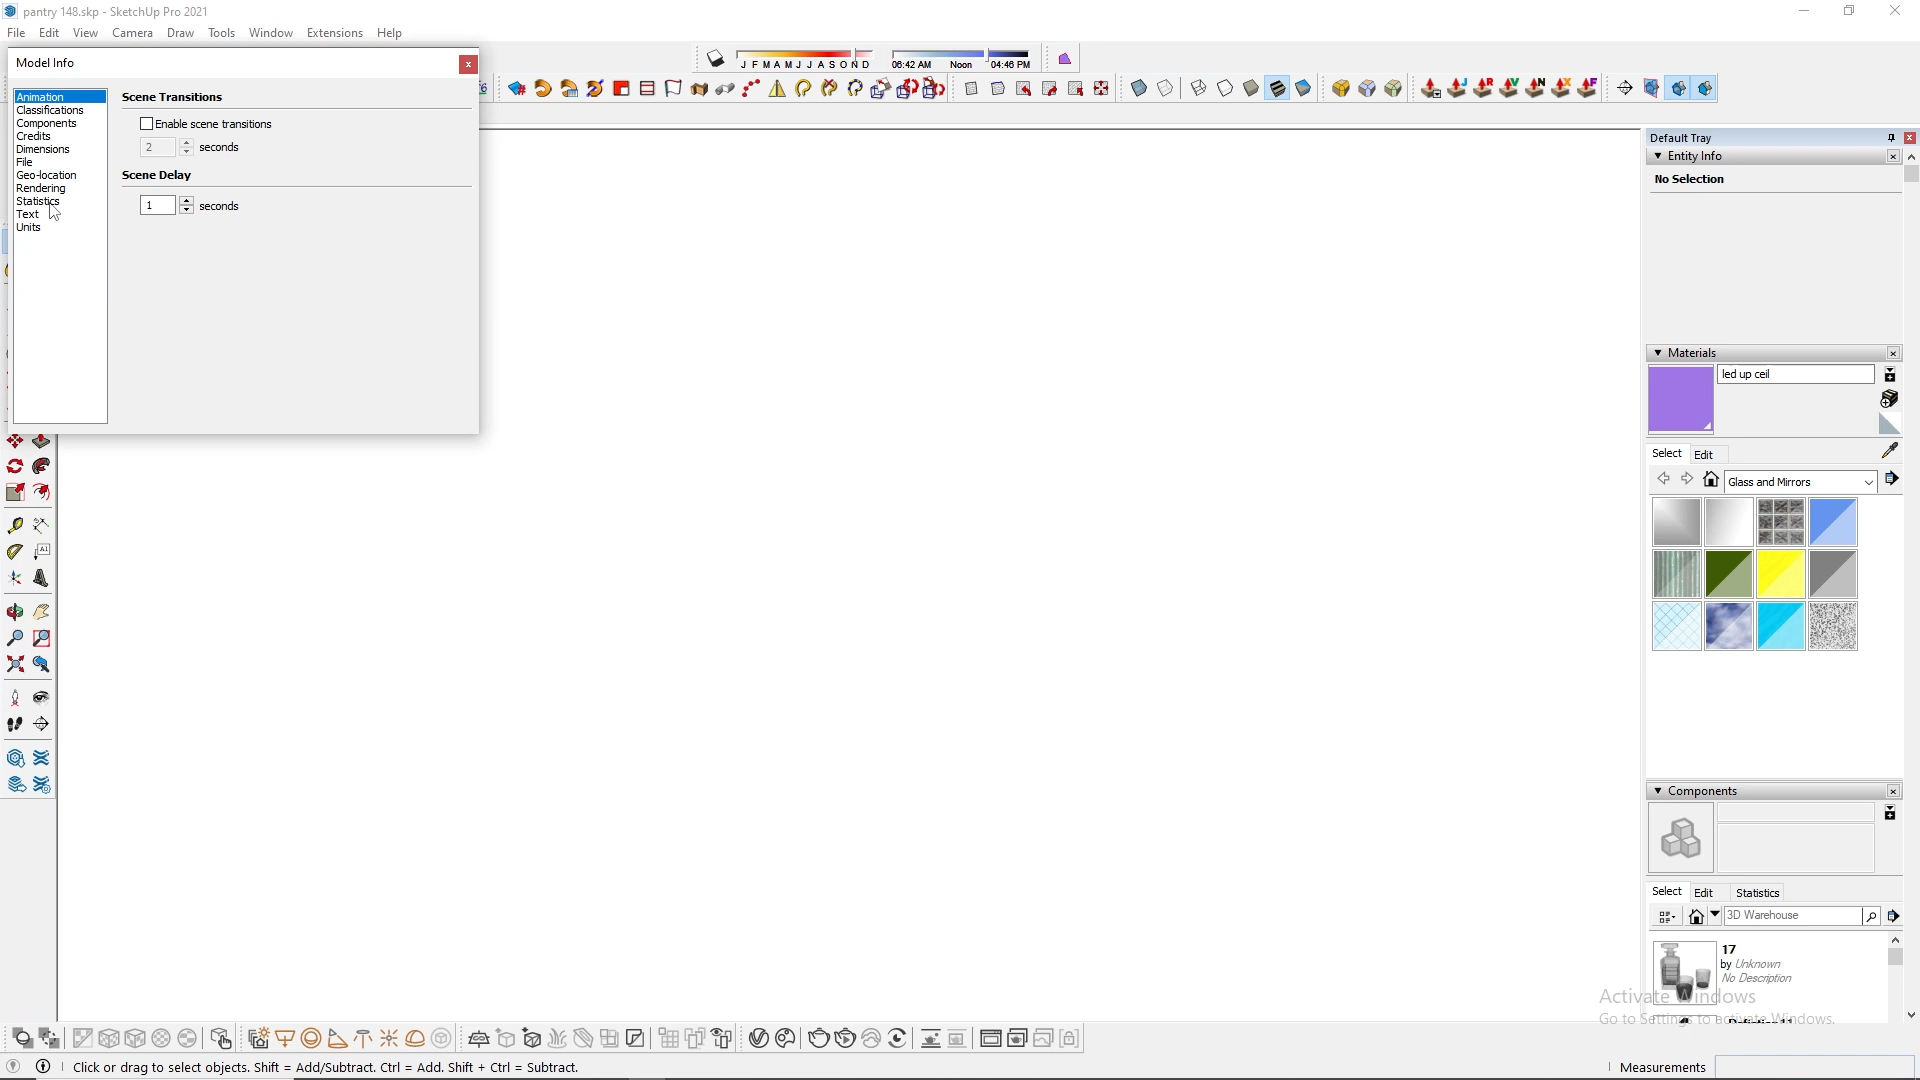 pantry 148.skp - SketchUp Pro 2021
File Edit View Camera Draw Tools Window Extensions Help
Model Info
J F M A M J J A S O N D
06:42 AM Noon 04:46 PM
J R V N X F
Animation
Classifications
Components
Credits
Dimensions
File
Geo-location
Rendering
Statistics
Text
Units
Scene Transitions
Enable scene transitions
2 seconds
Scene Delay
1 seconds
Default Tray
Entity Info
No Selection
Materials
led up ceil
Select Edit
Glass and Mirrors
Components
Select Edit Statistics
3D Warehouse
17
by Unknown
No Description
Activate Windows
Go to Settings to activate Windows.
A1
Click or drag to select objects. Shift = Add/Subtract. Ctrl = Add. Shift + Ctrl = Subtract.
Measurements